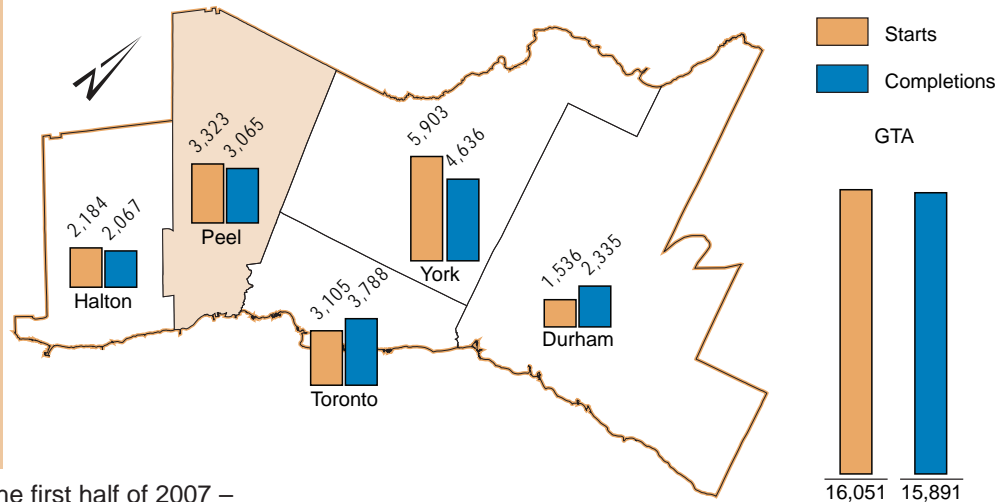 Starts
Completions
GTA
5,903
4,636
3,323
3,065
Peel
2,184
2,067
Halton
York
1,536
2,335
Durham
3,105
3,788
Toronto
16,051
15,891
he first half of 2007 –